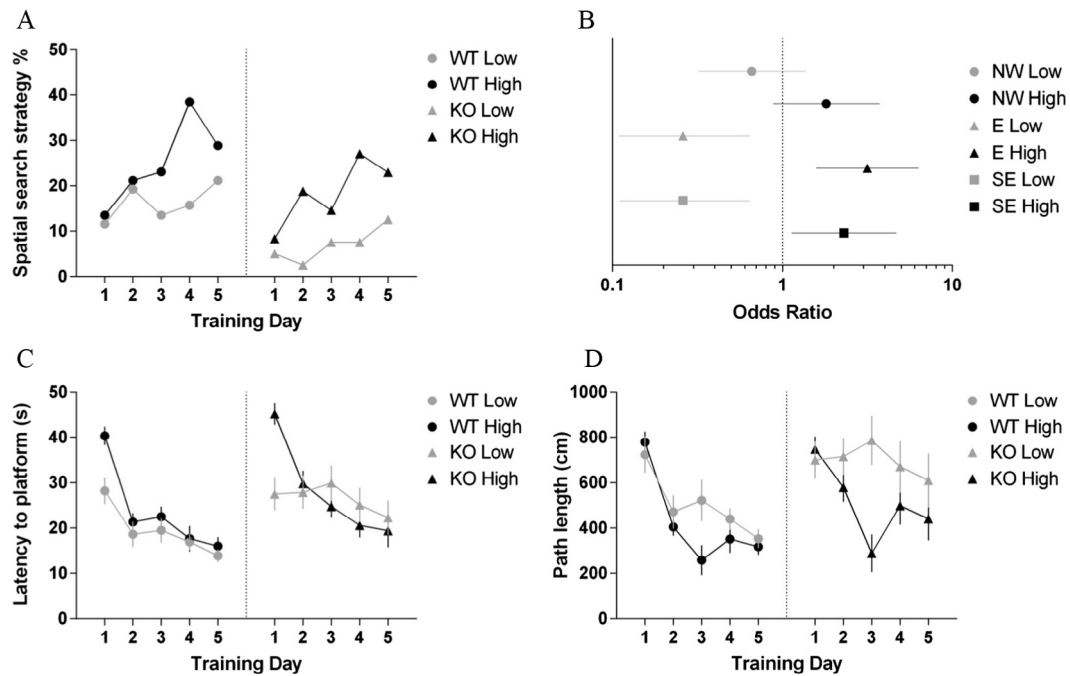 A
Spatial search strategy %
50
40
30
20
10
0
1 2 3 4 5 1 2 3 4 5
Training Day
WT Low
WT High
KO Low
KO High
B
0.1 1 10
Odds Ratio
NW Low
NW High
E Low
E High
SE Low
SE High
C
Latency to platform (s)
50
40
30
20
10
0
1 2 3 4 5 1 2 3 4 5
Training Day
WT Low
WT High
KO Low
KO High
D
Path length (cm)
1000
800
600
400
200
0
1 2 3 4 5 1 2 3 4 5
Training Day
WT Low
WT High
KO Low
KO High